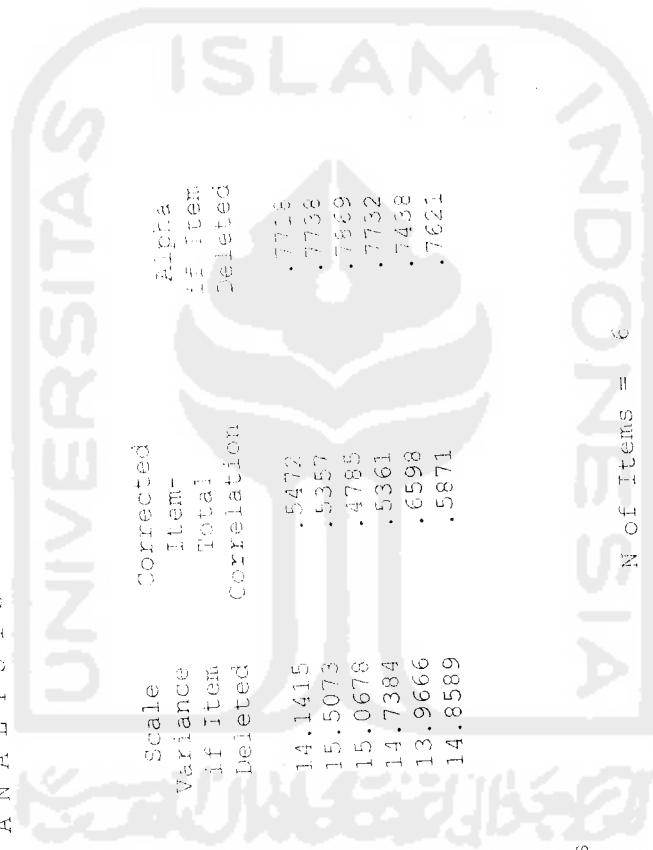 A N A L Y S I S
Scale Corrected
Variance Item- Alpha
if Item Total if Item
Deleted Correlation Deleted
14.1415 .5472 .7718
15.5073 .5357 .7738
15.0678 .4785 .7869
14.7384 .5361 .7732
13.9666 .6598 .7438
14.8589 .5871 .7621
N of Items = 6
s
UNIVERSITAS
ISLAM
INDONESIA